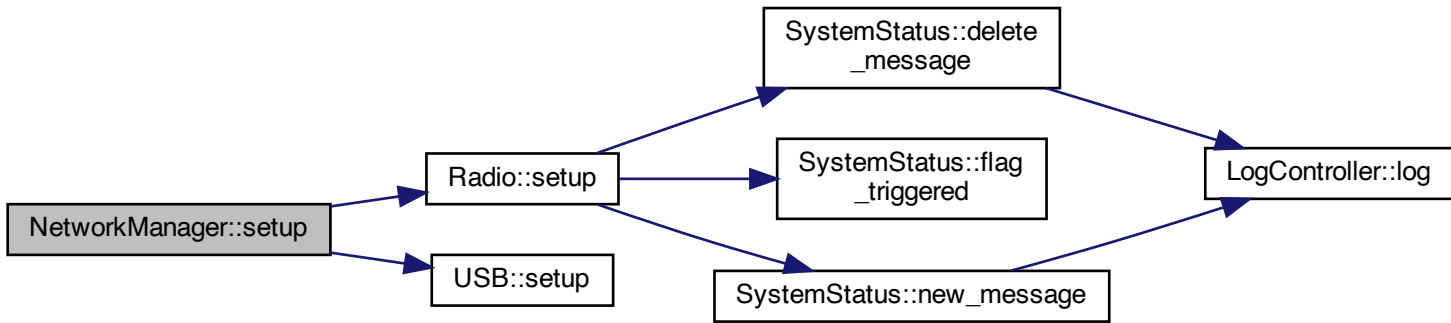 NetworkManager::setup
Radio::setup
USB::setup
SystemStatus::delete
_message
SystemStatus::flag
_triggered
SystemStatus::new_message
LogController::log